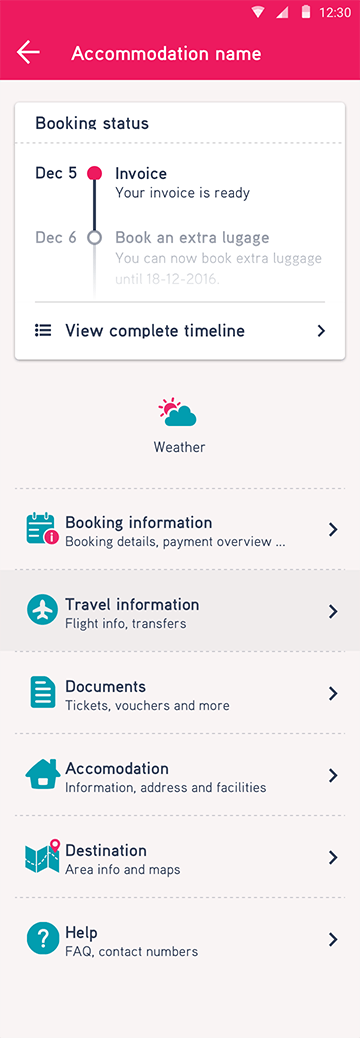 12:30
Accommodation name
Booking status
Dec 5
Invoice
Your invoice is ready
Dec 6
Book an extra lugage
You can now book extra luggage
until 18-12-2016.
View complete timeline
Weather
Booking information
Booking details, payment overview ...
Travel information
Flight info, transfers
Documents
Tickets, vouchers and more
Accomodation
Information, address and facilities
Destination
Area info and maps
Help
FAQ, contact numbers